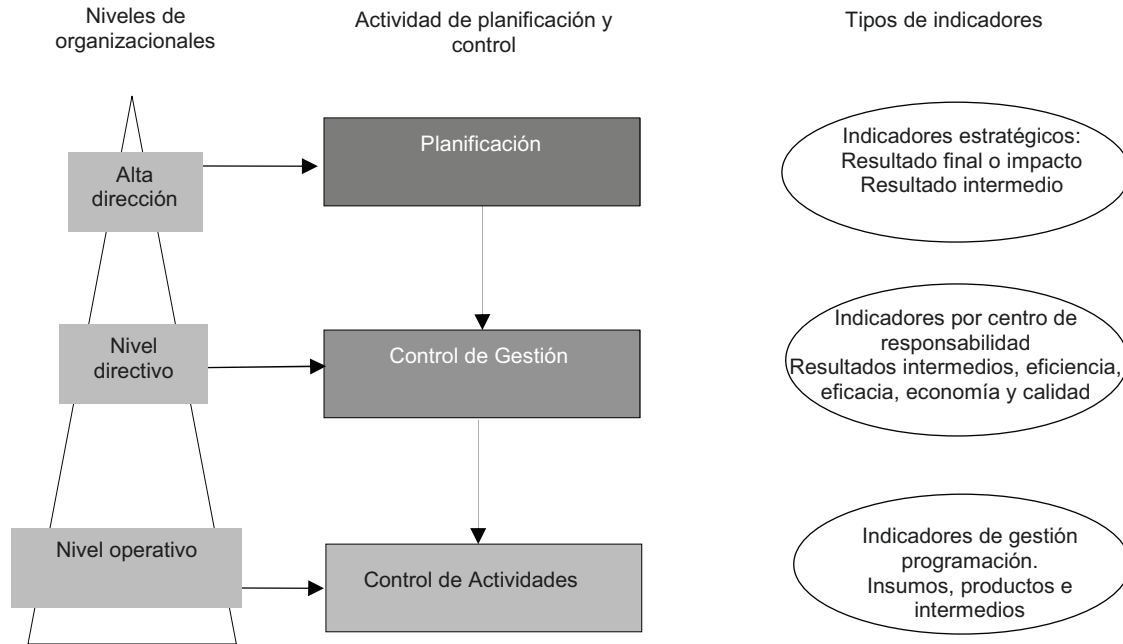 Niveles de
organizacionales
Actividad de planificación y
control
Tipos de indicadores
Alta
dirección
Planificación
Indicadores estratégicos:
Resultado final o impacto
Resultado intermedio
Nivel
directivo
Control de Gestión
Indicadores por centro de
responsabilidad
Resultados intermedios, eficiencia,
eficacia, economía y calidad
Nivel operativo
Control de Actividades
Indicadores de gestión
programación.
Insumos, productos e
intermedios